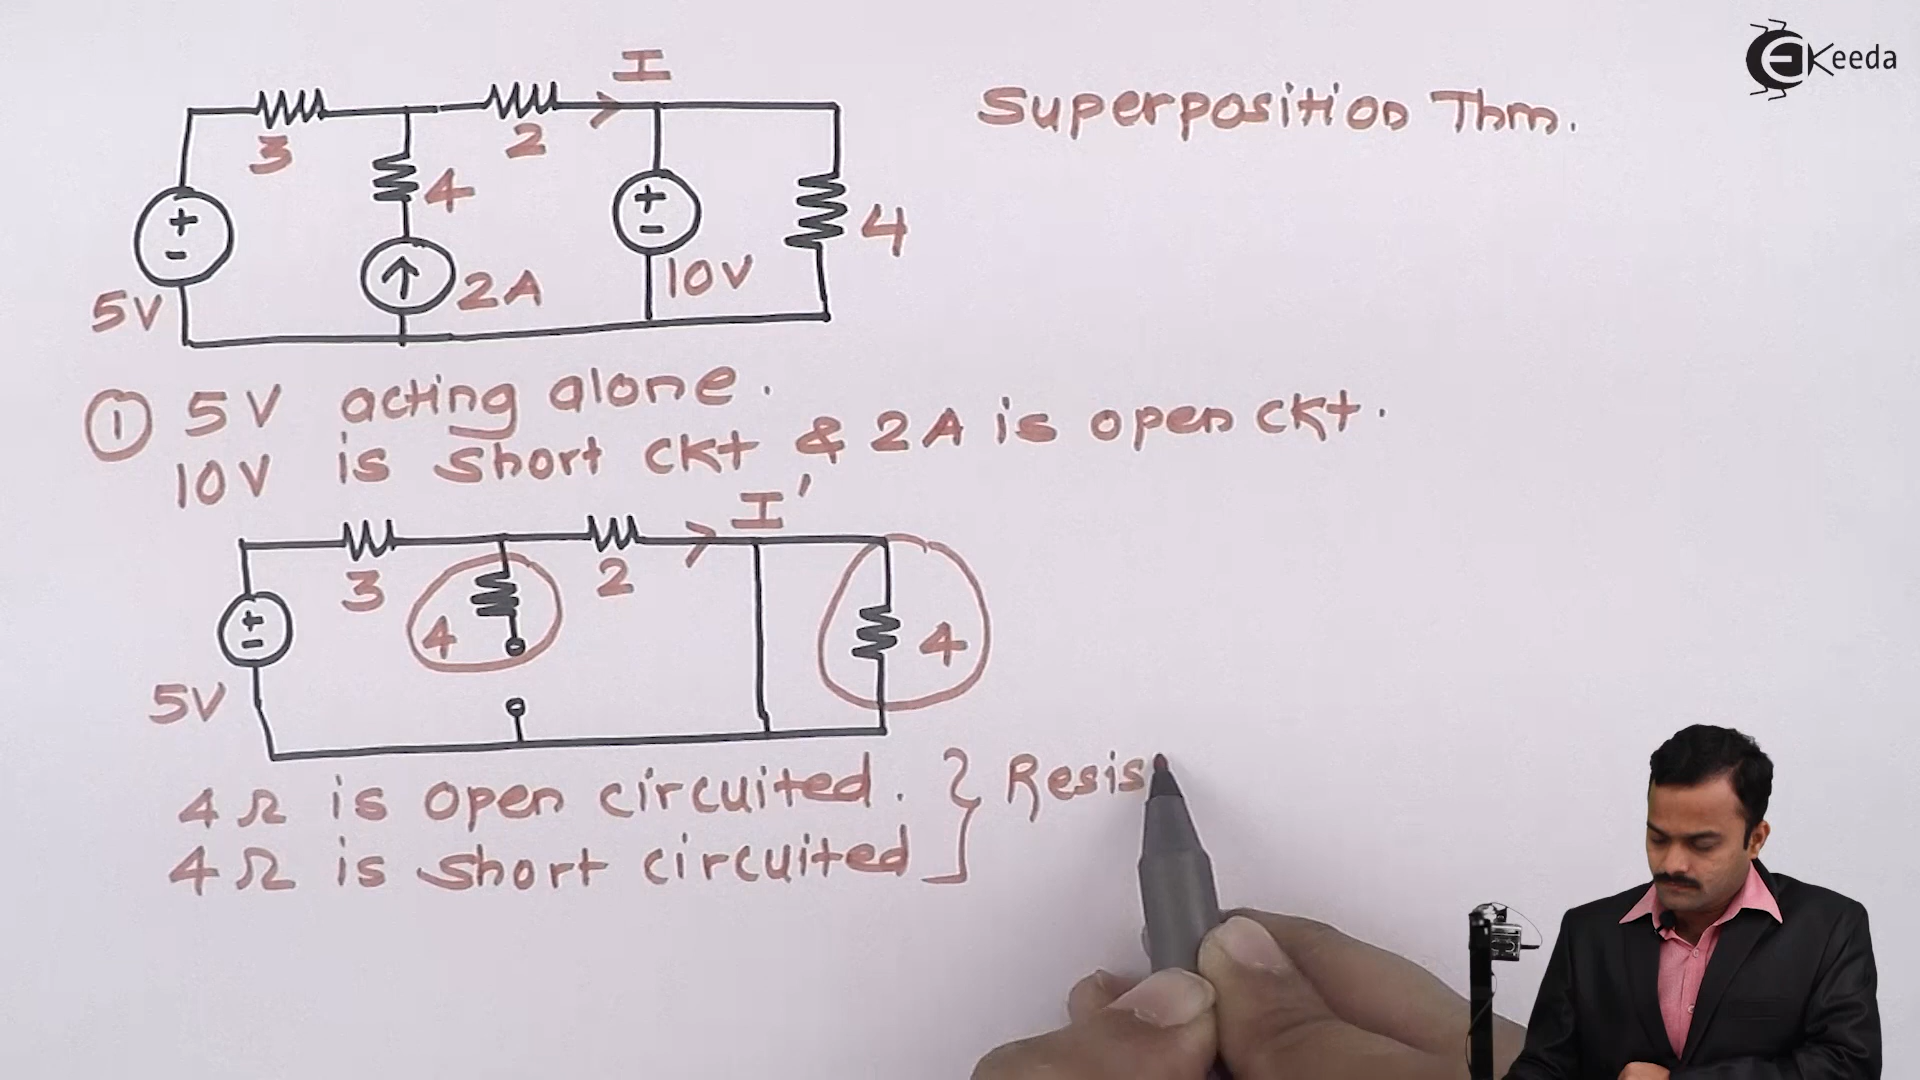 EKeeda
Superposition Thm.
I
3
2
4
4
5V
2A
10V
① 5V acting alone.
10V is short ckt & 2A is open ckt.
I'
3
2
4
4
5V
4Ω is open circuited.
4Ω is short circuited
} Resis